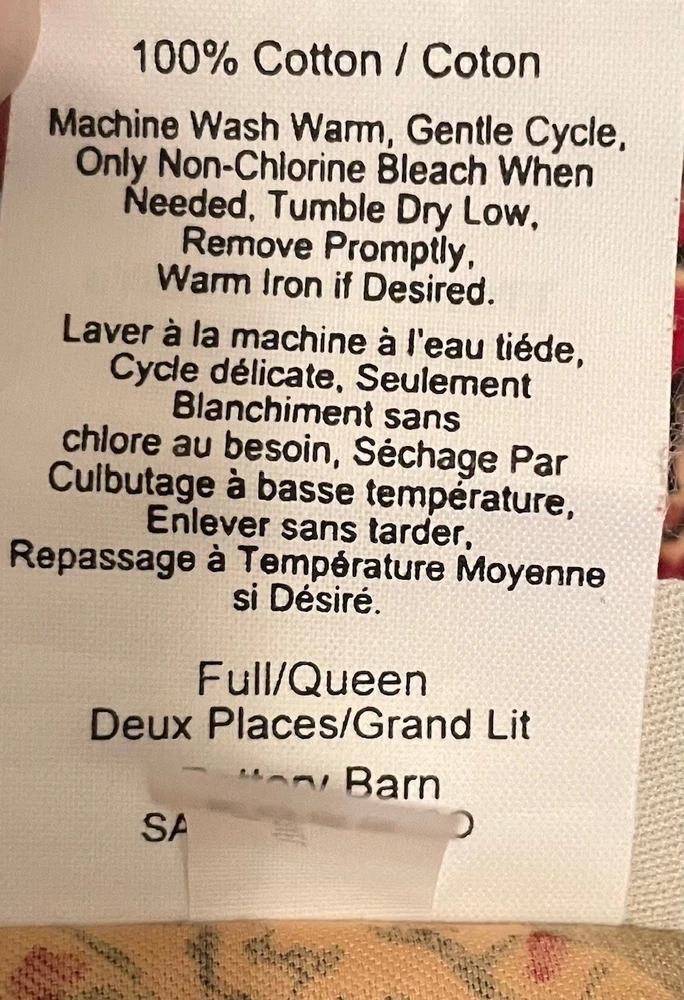 100% Cotton / Coton
Machine Wash Warm, Gentle Cycle,
Only Non-Chlorine Bleach When
Needed, Tumble Dry Low,
Remove Promptly,
Warm Iron if Desired.
Laver à la machine à l'eau tiéde,
Cycle délicate, Seulement
Blanchiment sans
chlore au besoin, Séchage Par
Culbutage à basse température,
Enlever sans tarder,
Repassage à Température Moyenne
si Désiré.
Full/Queen
Deux Places/Grand Lit
Barn